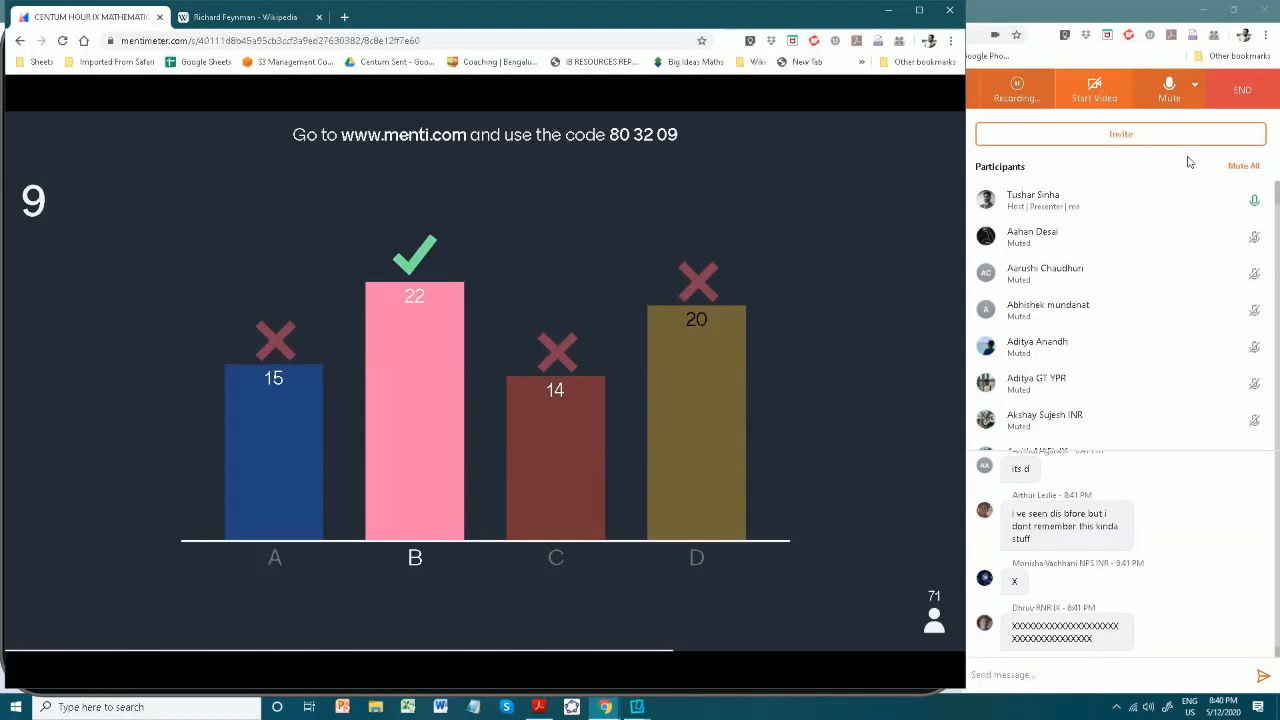 CENTUM HOUR IX MATHEMATIC
Richard Feynman - Wikipedia
mentimeter.com/s/40111d8b45a95cb3ccf3a9ed27630382/8c8e12ff7e60
Sheets
Imported From Safari
Google Sheets
S3 Management Co...
Centum Sent - Goo...
Coaching | Bengalu...
IB RESOURCES REP...
Big Ideas Maths
Wiki
New Tab
»
Other bookmarks
Google Pho...
Other bookmarks
Go to www.menti.com and use the code 80 32 09
9
15
22
14
20
A
B
C
D
71
Recording...
Start Video
Mute
END
Invite
Participants
Mute All
Tushar Sinha
Host | Presenter | me
Aahan Desai
Muted
AC
Aarushi Chaudhuri
Muted
A
Abhishek mundanat
Muted
Aditya Anandh
Muted
Aditya GT YPR
Muted
Akshay Sujesh INR
Muted
AA
its d
Arthur Leslie - 8:41 PM
i ve seen dis bfore but i
dont remember this kinda
stuff
Monisha Vachhani NPS INR - 8:41 PM
X
Dhruv RNR IX - 8:41 PM
XXXXXXXXXXXXXXXXXXXX
XXXXXXXXXXXXXXX
Send message...
Type here to search
ENG
US
8:40 PM
5/12/2020